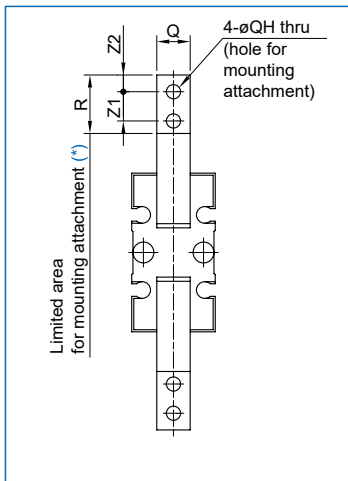 Q
4-øQH thru
(hole for
mounting
attachment)
Z2
R
Z1
Limited area
for mounting attachment (*)